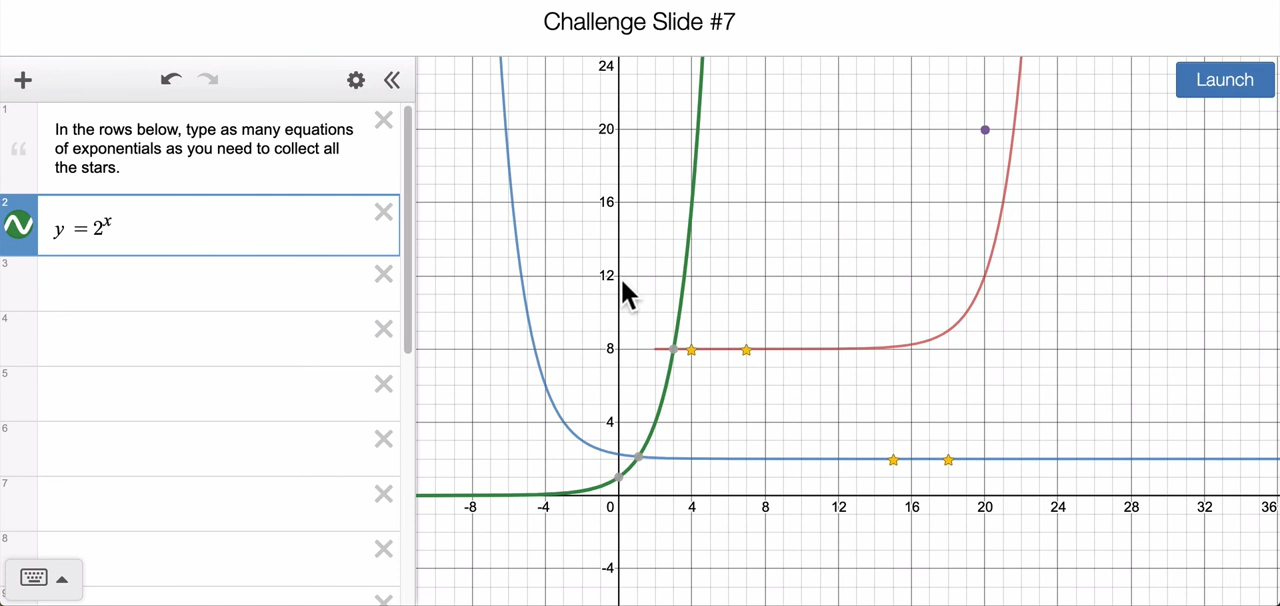 Challenge Slide #7
Launch
1
In the rows below, type as many equations
of exponentials as you need to collect all
the stars.
2
y = 2^x
3
4
5
6
7
8
9
24
20
16
12
8
4
-8 -4 0 4 8 12 16 20 24 28 32 36
-4